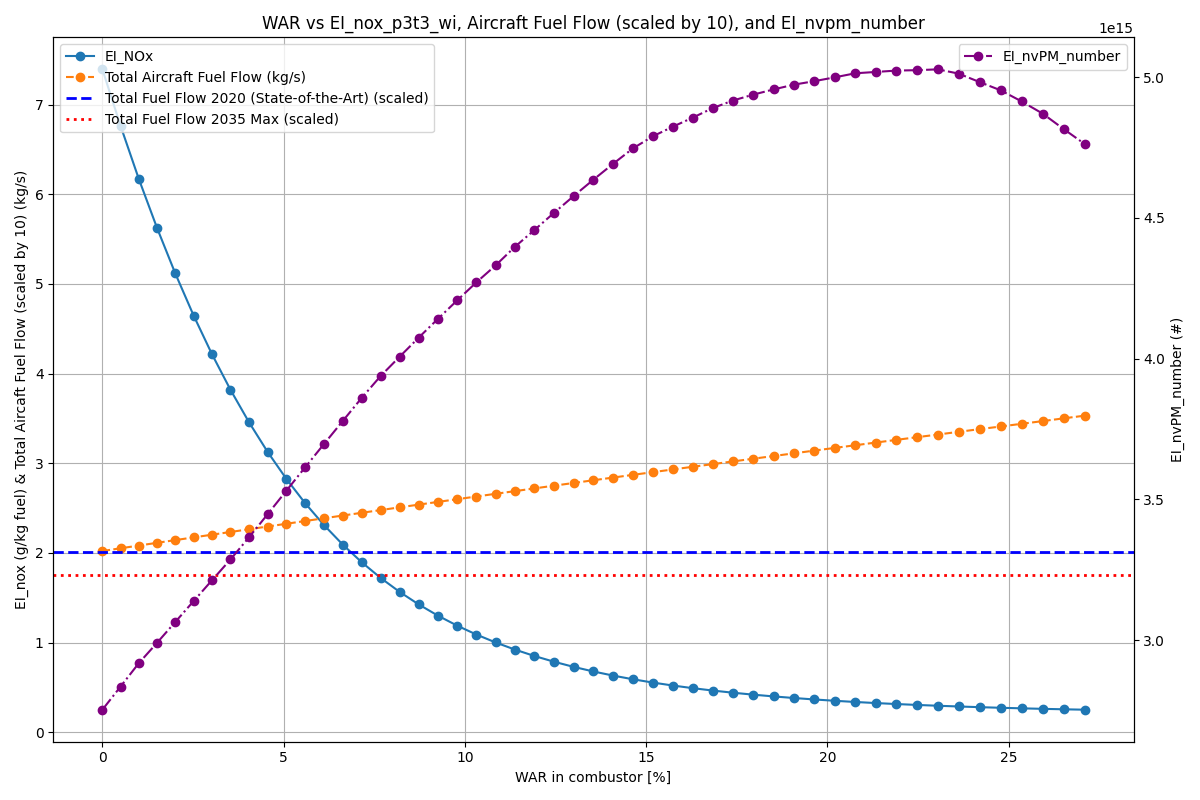 WAR vs EI_nox_p3t3_wi, Aircraft Fuel Flow (scaled by 10), and EI_nvpm_number
1e15
EI_NOx
Total Aircraft Fuel Flow (kg/s)
Total Fuel Flow 2020 (State-of-the-Art) (scaled)
Total Fuel Flow 2035 Max (scaled)
EI_nvPM_number
EI_nox (g/kg fuel) & Total Aircaft Fuel Flow (scaled by 10) (kg/s)
7
6
5
4
3
2
1
0
5.0
4.5
4.0
3.5
3.0
EI_nvPM_number (#)
0 5 10 15 20 25
WAR in combustor [%]